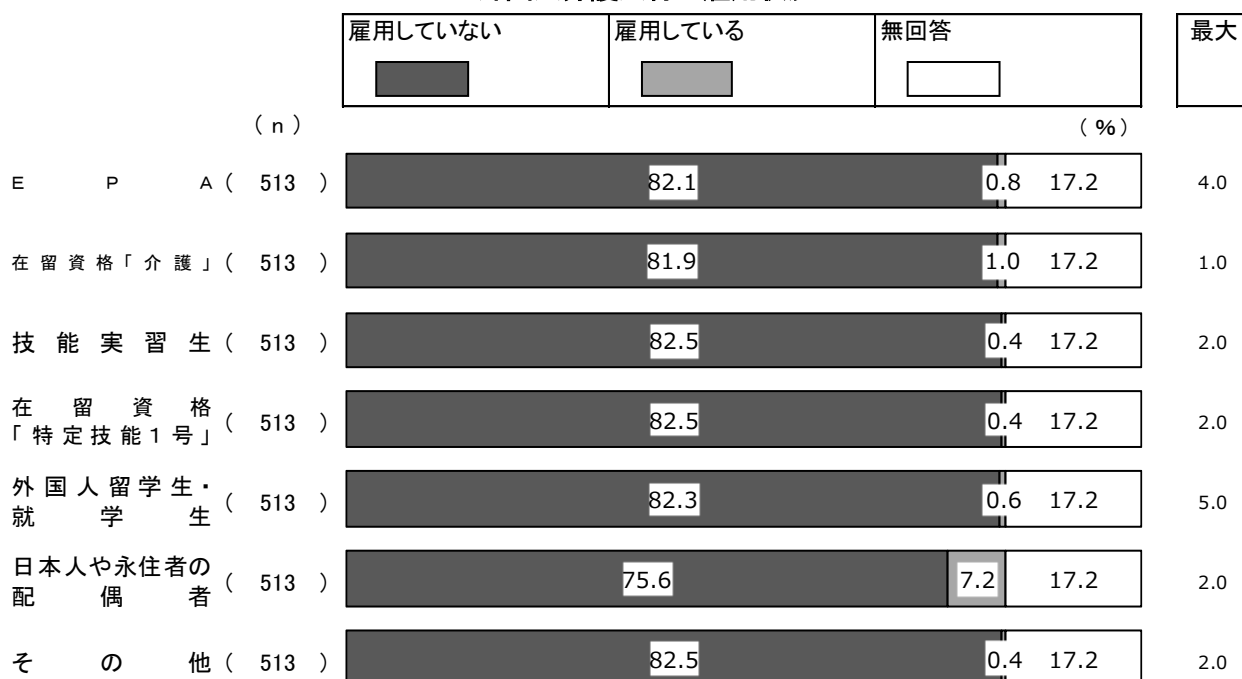 雇用していない 雇用している 無回答 最大
（ｎ） （％）
ＥＰＡ（ 513 ） 82.1 0.8 17.2 4.0
在留資格「介護」（ 513 ） 81.9 1.0 17.2 1.0
技能実習生（ 513 ） 82.5 0.4 17.2 2.0
在留資格
「特定技能１号」（ 513 ） 82.5 0.4 17.2 2.0
外国人留学生・
就学生（ 513 ） 82.3 0.6 17.2 5.0
日本人や永住者の
配偶者（ 513 ） 75.6 7.2 17.2 2.0
その他（ 513 ） 82.5 0.4 17.2 2.0